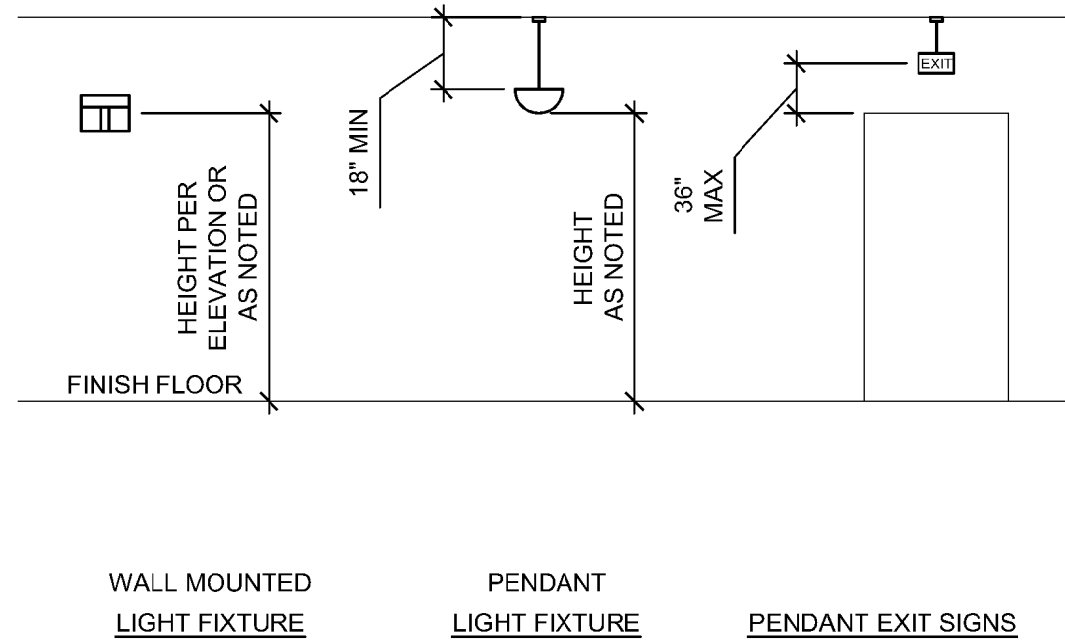 EXIT
18" MIN
36"
MAX
HEIGHT PER
ELEVATION OR
AS NOTED
HEIGHT
AS NOTED
FINISH FLOOR
WALL MOUNTED
LIGHT FIXTURE
PENDANT
LIGHT FIXTURE
PENDANT EXIT SIGNS